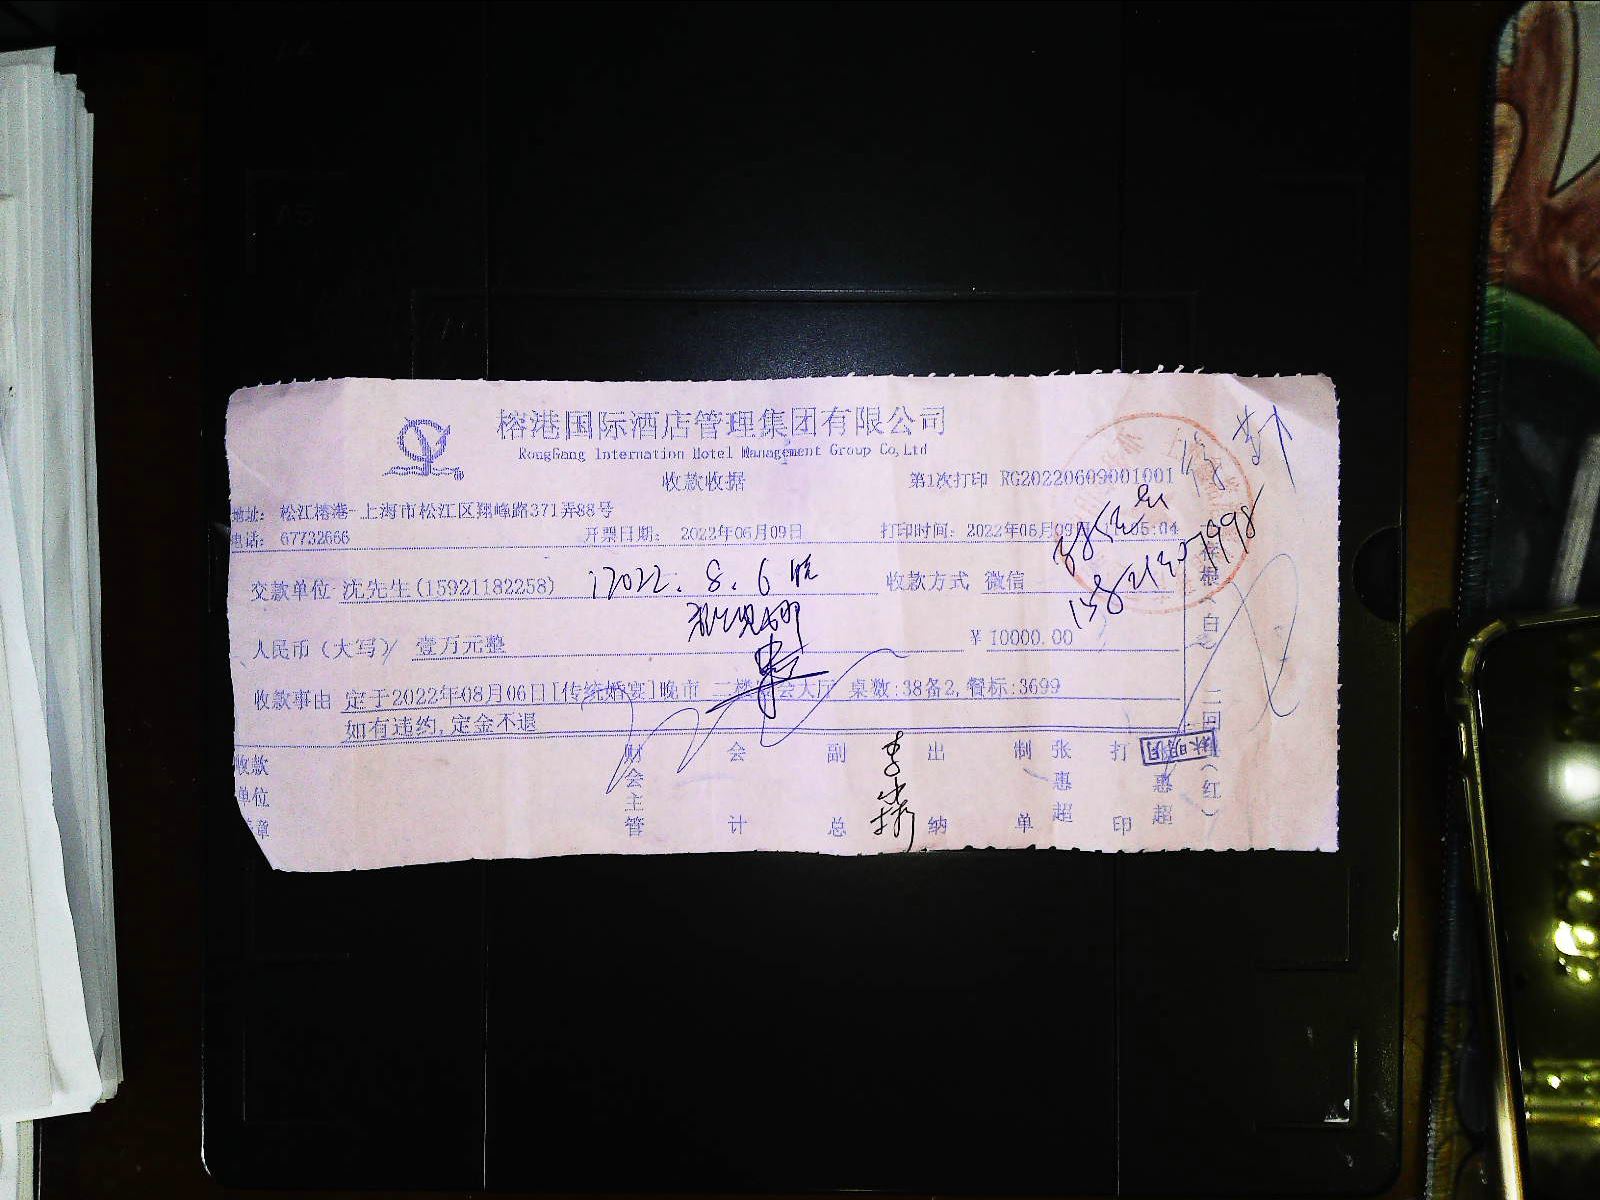 榕港国际酒店管理集团有限公司
RongGang Internation Hotel Management Group Co,Ltd
收款收据
第1次打印 RG20220609001001
地址: 松江榕港-上海市松江区翔峰路371弄88号
电话: 67732666 开票日期: 2022年06月09日 打印时间: 2022年06月09日 05:04
交款单位 沈先生(15921182258) 2022.8.6晚 收款方式 微信
人民币(大写) 壹万元整 ¥ 10000.00
收款事由 定于2022年08月06日[传统婚宴]晚市 二楼宴会大厅 桌数:38备2,餐标:3699
如有违约,定金不退
收款单位 章
财会主管
会计
副总
出纳
制单 张惠超
打印 惠超
存根(白)
二回 (红)